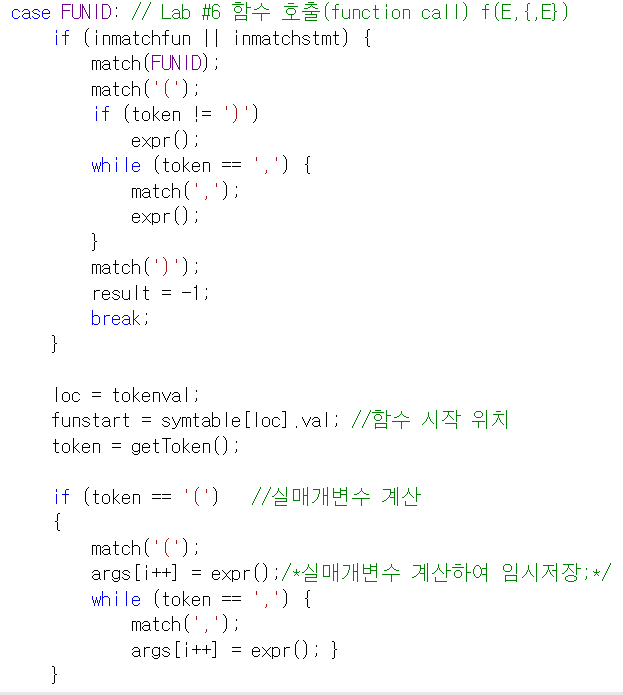 case FUNID: // Lab #6 함수 호출(function call) f(E,{,E})
if (inmatchfun || inmatchstmt) {
match(FUNID);
match('(');
if (token != ')')
expr();
while (token == ',') {
match(',');
expr();
}
match(')');
result = -1;
break;
}
loc = tokenval;
funstart = symtable[loc].val; //함수 시작 위치
token = getToken();
if (token == '(') //실매개변수 계산
{
match('(');
args[i++] = expr();/*실매개변수 계산하여 임시저장;*/
while (token == ',') {
match(',');
args[i++] = expr(); }
}